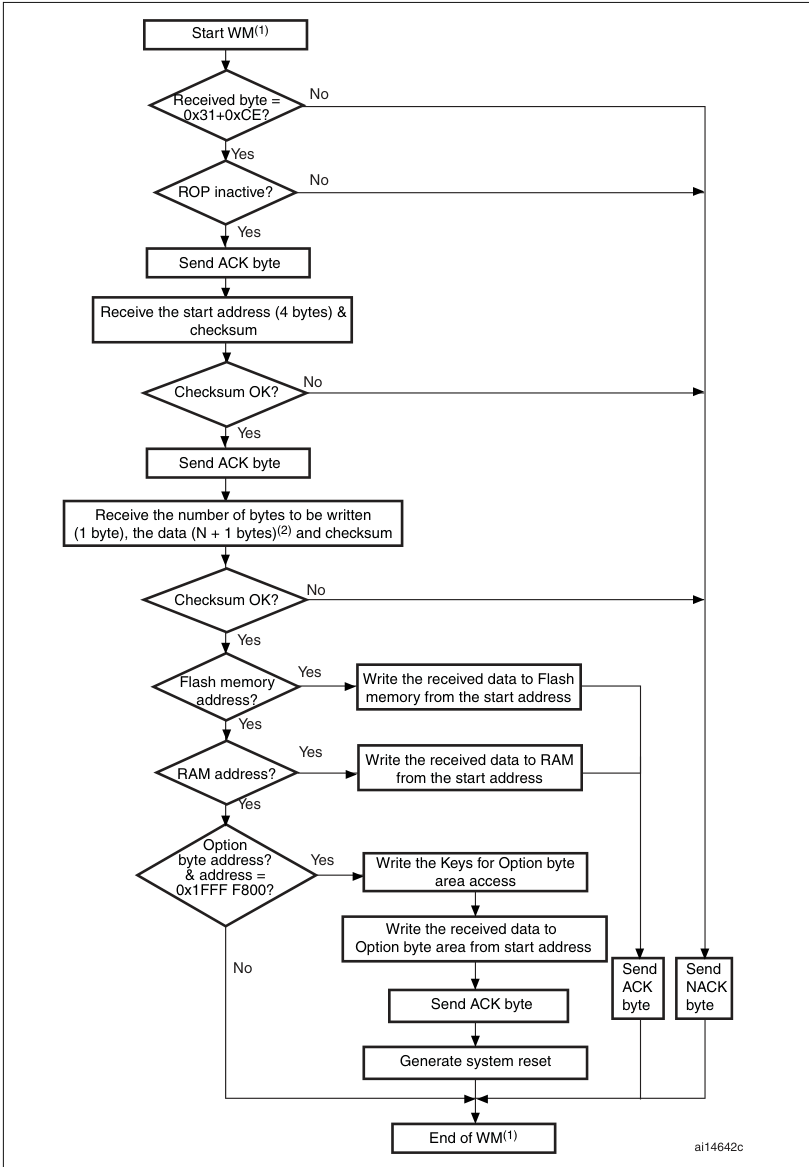 Start WM(1)
No
Received byte =
0x31+0xCE?
Yes
No
ROP inactive?
Yes
Send ACK byte
Receive the start address (4 bytes) &
checksum
No
Checksum OK?
Yes
Send ACK byte
Receive the number of bytes to be written
(1 byte), the data (N + 1 bytes)(2) and checksum
No
Checksum OK?
Yes
Flash memory
address?
Yes
Write the received data to Flash
memory from the start address
Yes
RAM address?
Yes
Write the received data to RAM
from the start address
Yes
Option
byte address?
& address =
0x1FFF F800?
Yes
Write the Keys for Option byte
area access
Write the received data to
Option byte area from start address
No
Send
ACK
byte
Send
NACK
byte
Send ACK byte
Generate system reset
End of WM(1)
ai14642c